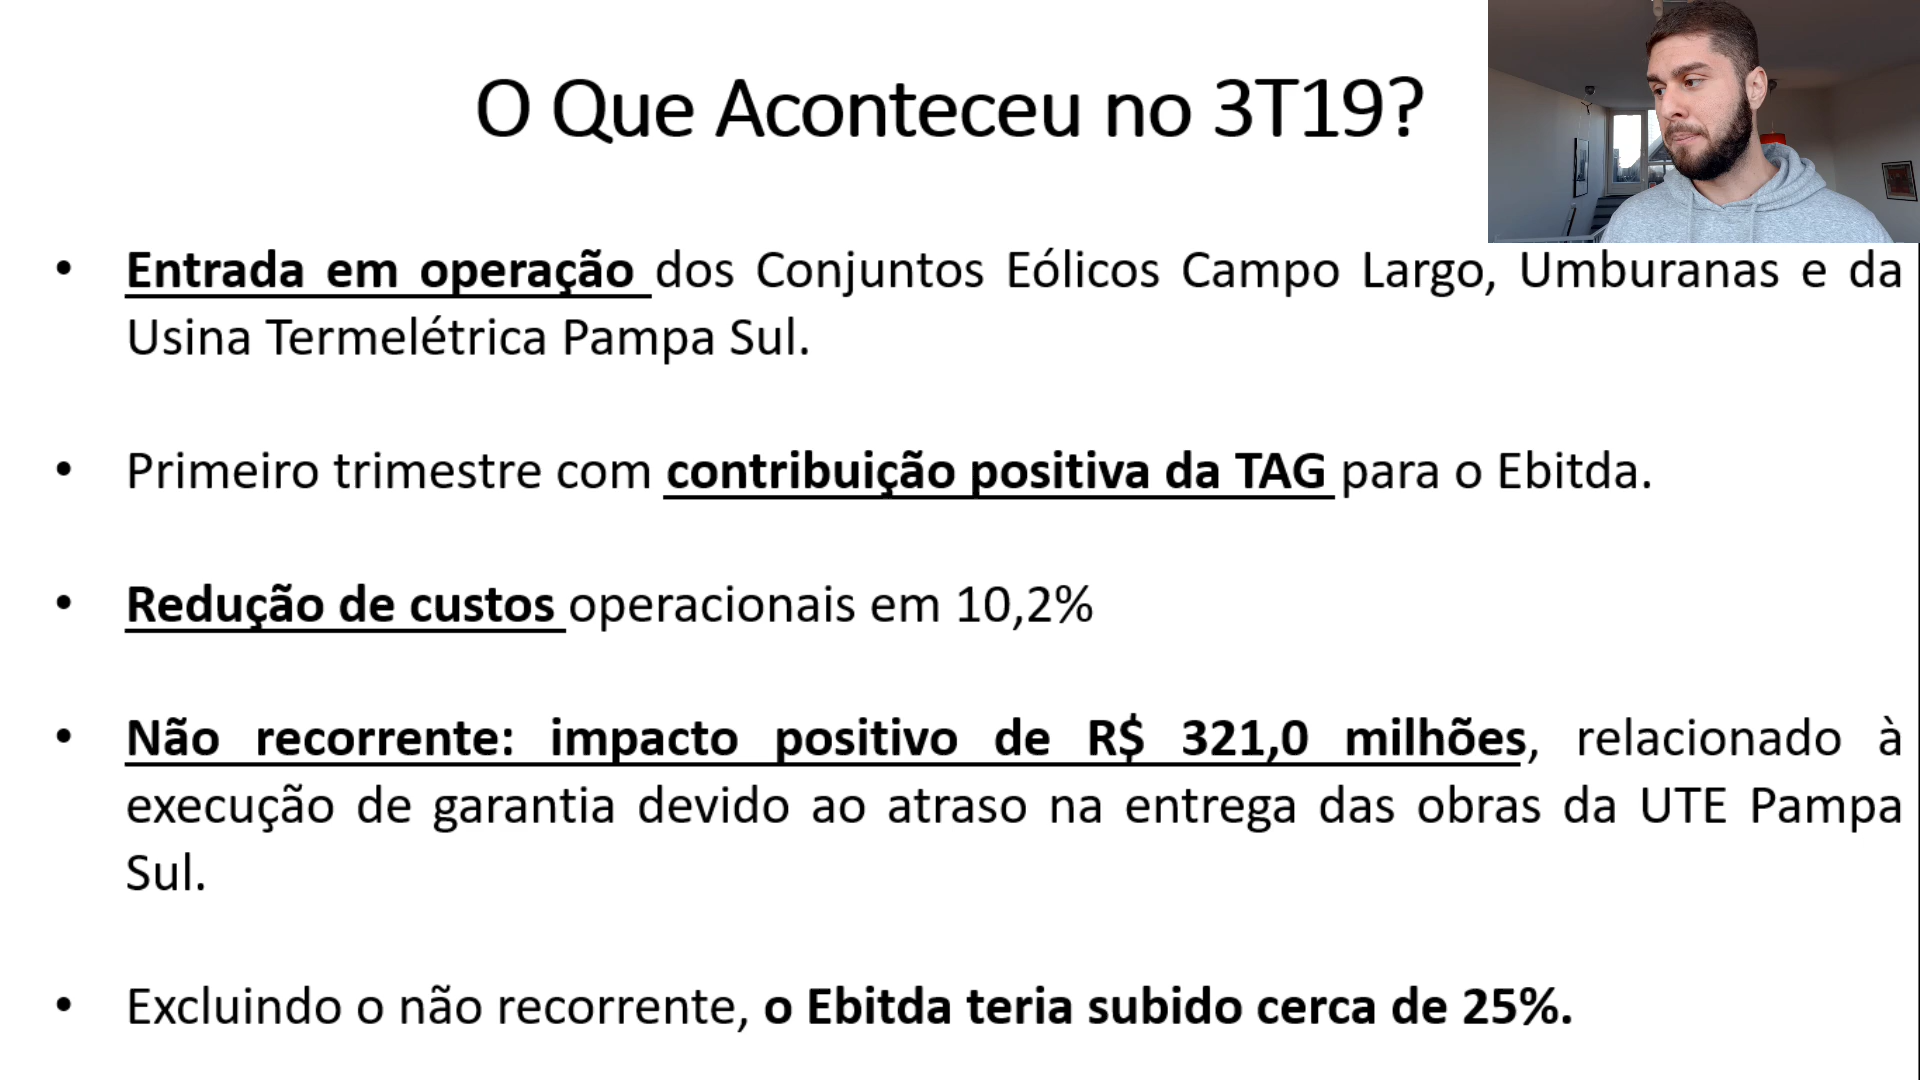 O Que Aconteceu no 3T19?
• Entrada em operação dos Conjuntos Eólicos Campo Largo, Umburanas e da
Usina Termelétrica Pampa Sul.
• Primeiro trimestre com contribuição positiva da TAG para o Ebitda.
• Redução de custos operacionais em 10,2%
• Não recorrente: impacto positivo de R$ 321,0 milhões, relacionado à
execução de garantia devido ao atraso na entrega das obras da UTE Pampa
Sul.
• Excluindo o não recorrente, o Ebitda teria subido cerca de 25%.